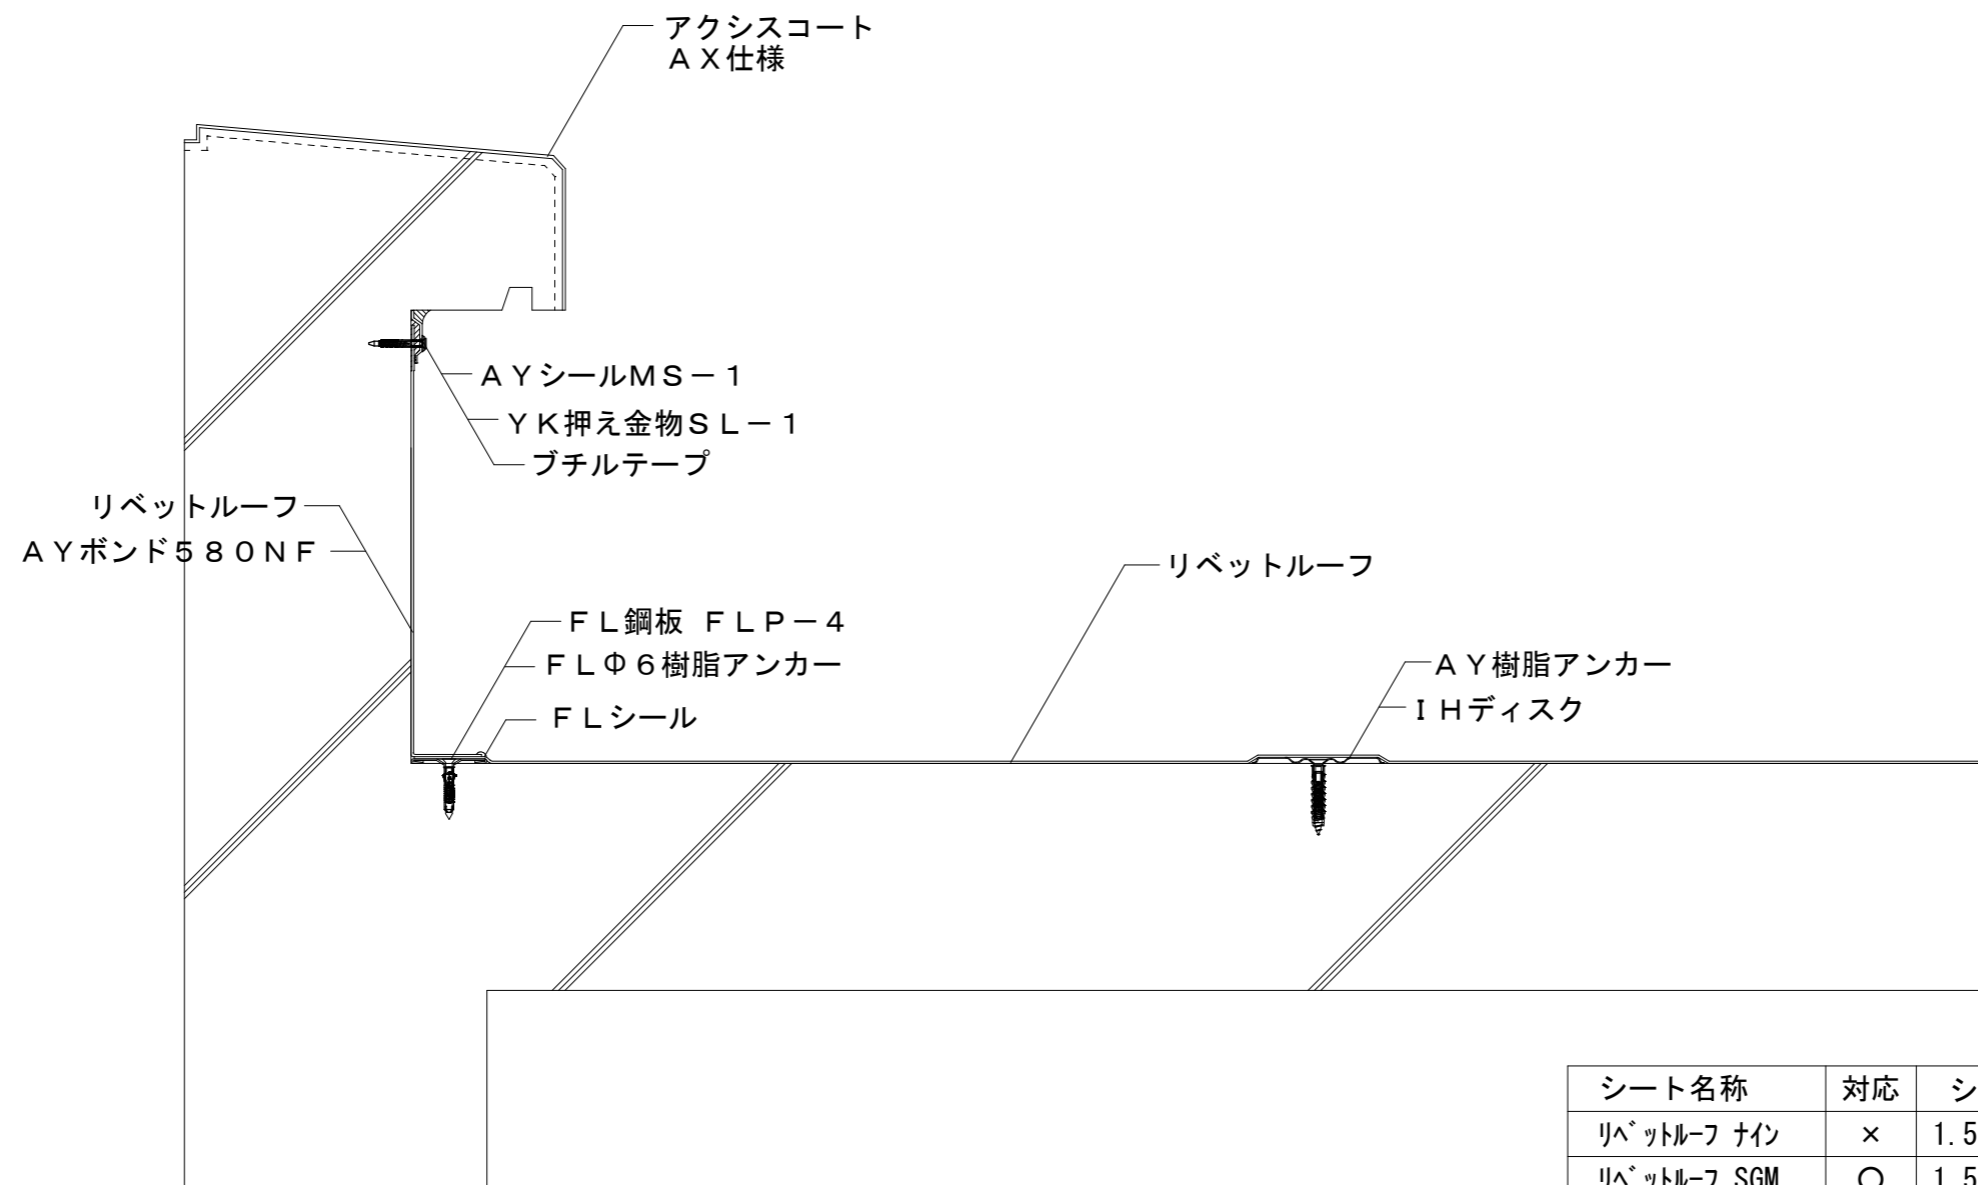 アクシスコート
ＡＸ仕様
ＡＹシールＭＳ－１
ＹＫ押え金物ＳＬ－１
ブチルテープ
リベットルーフ
ＡＹボンド５８０ＮＦ
リベットルーフ
ＦＬ鋼板 ＦＬＰ－４
ＦＬΦ６樹脂アンカー
ＦＬシール
ＡＹ樹脂アンカー
ＩＨディスク
シート名称 対応 シ
ﾘﾍﾞｯﾄﾙｰﾌ ﾅｲﾝ × 1.5
ﾘﾍﾞｯﾄﾙｰﾌ SGM ○ 1.5